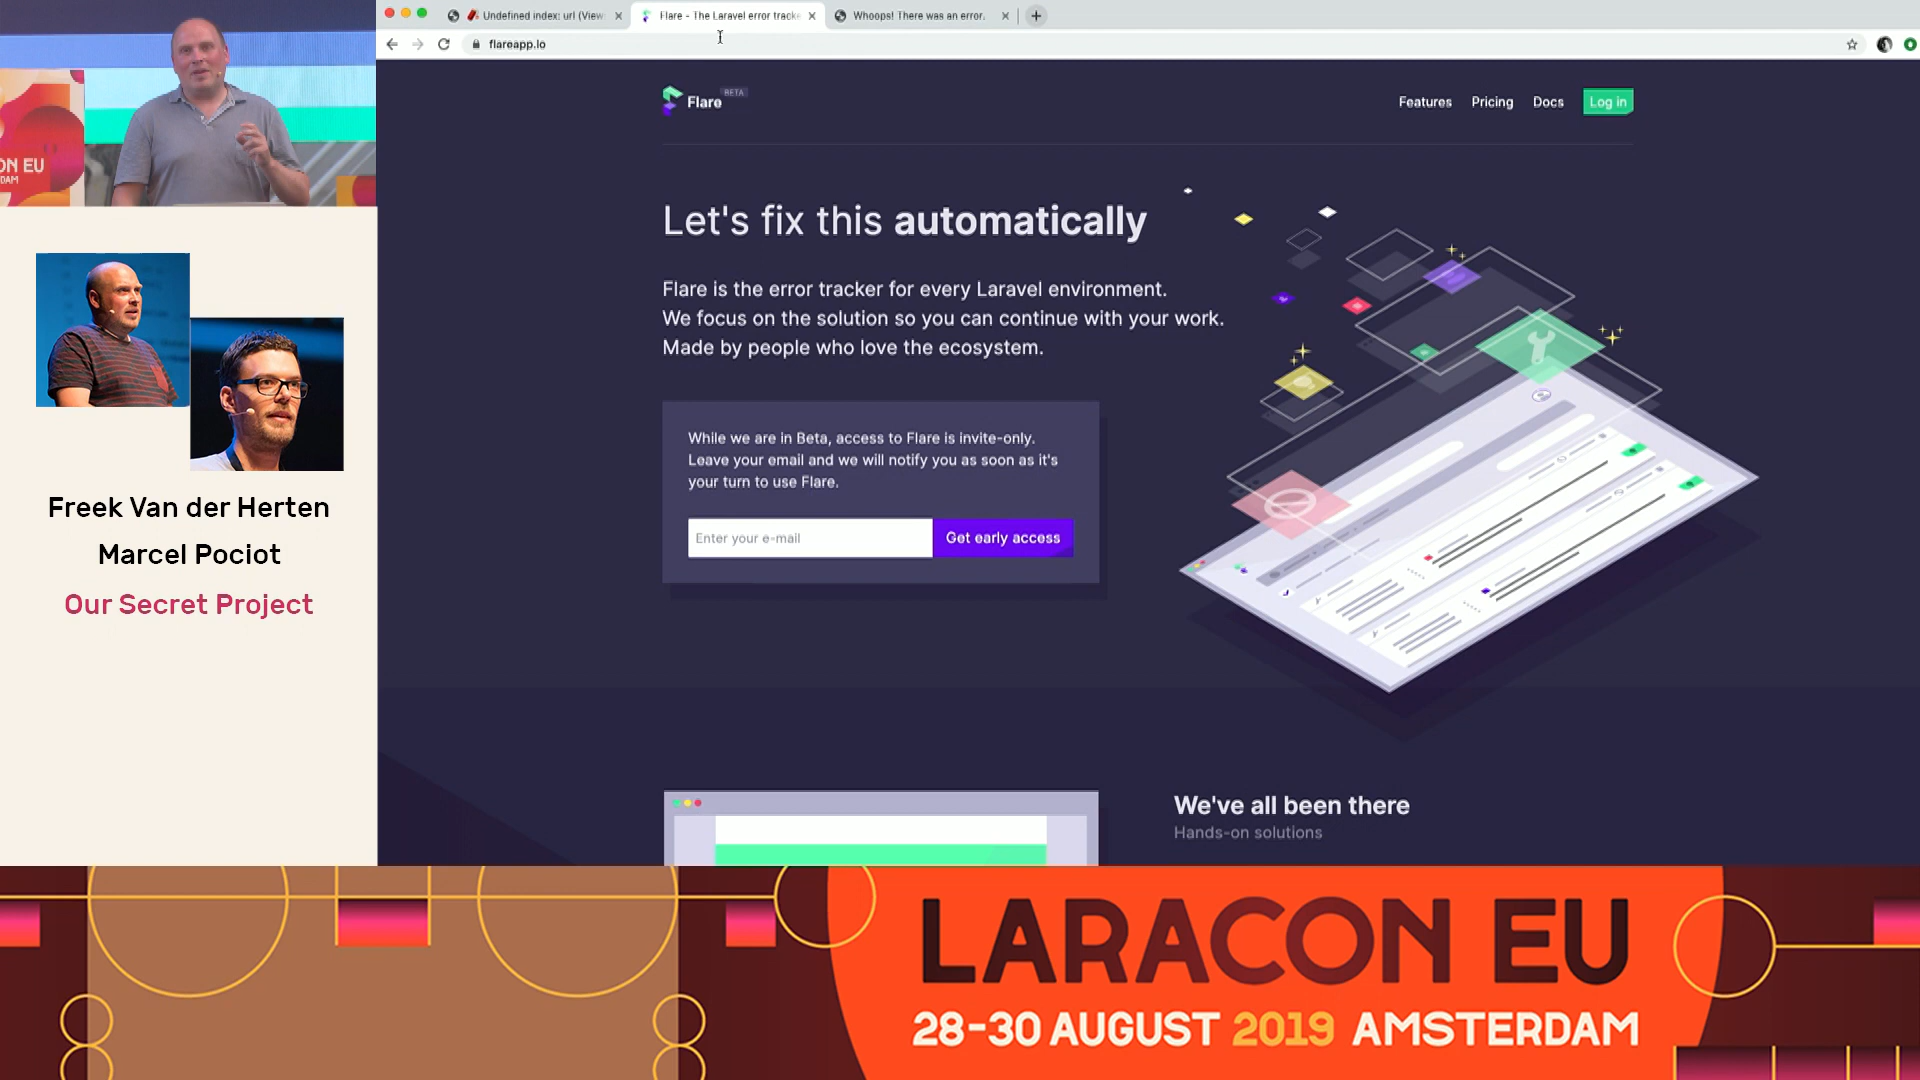 Undefined index: url (View
Flare - The Laravel error tracke
Whoops! There was an error.
flareapp.io
ON EU
DAM
Freek Van der Herten
Marcel Pociot
Our Secret Project
Flare
BETA
Features
Pricing
Docs
Log in
Let's fix this automatically
Flare is the error tracker for every Laravel environment.
We focus on the solution so you can continue with your work.
Made by people who love the ecosystem.
While we are in Beta, access to Flare is invite-only.
Leave your email and we will notify you as soon as it's
your turn to use Flare.
Enter your e-mail
Get early access
We've all been there
Hands-on solutions
LARACON EU
28-30 AUGUST 2019 AMSTERDAM